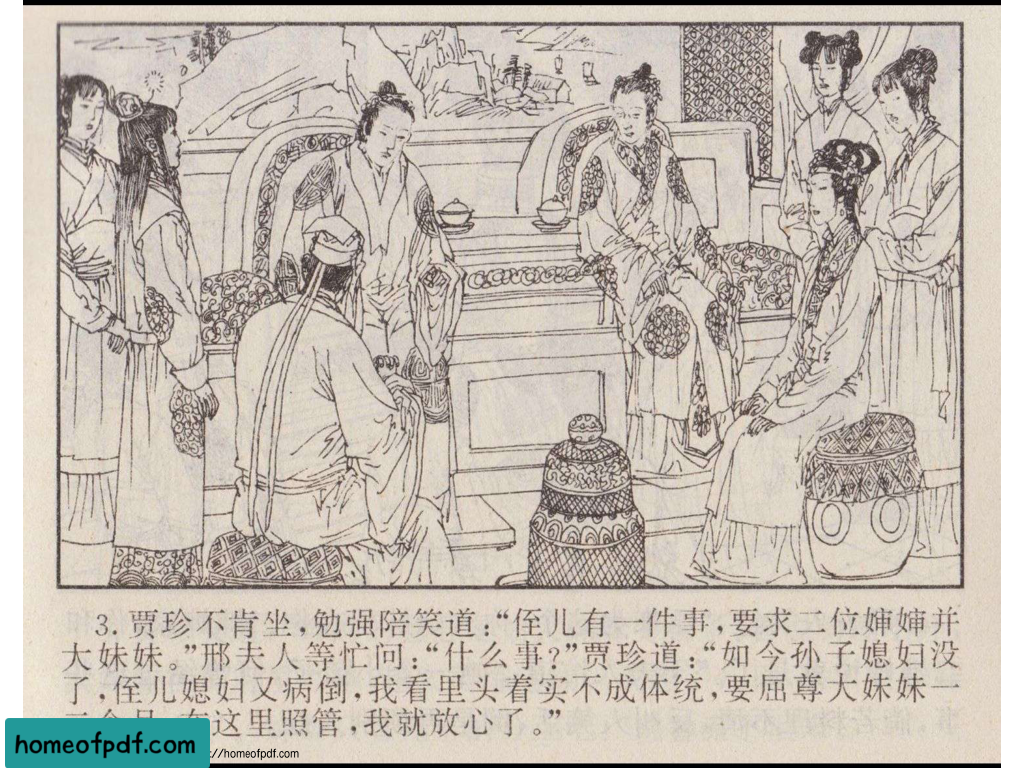 3. 贾珍不肯坐,勉强陪笑道:“侄儿有一件事,要求二位婶婶并
大妹妹。”邢夫人等忙问:“什么事?”贾珍道:“如今孙子媳妇没
了,侄儿媳妇又病倒,我看里头着实不成体统,要屈尊大妹妹一
这里照管,我就放心了。”
homeofpdf.com
://homeofpdf.com